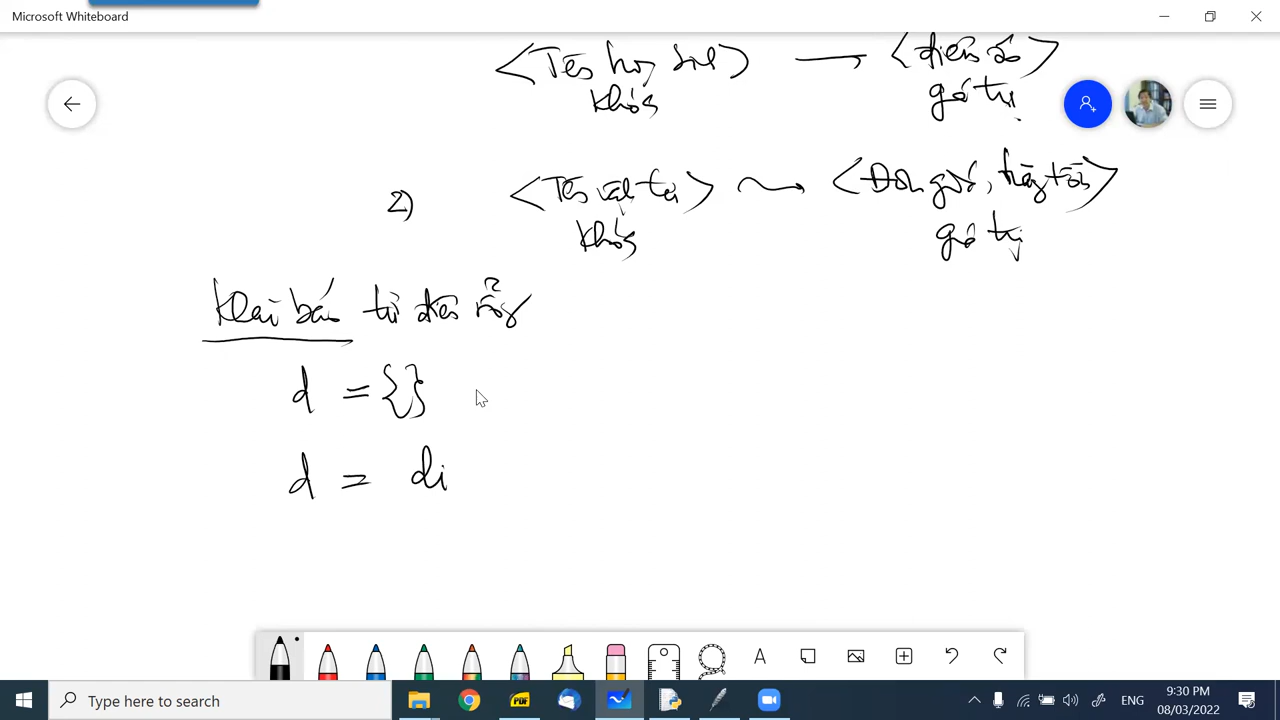 Microsoft Whiteboard
<Tên học sinh> → <điểm số>
khóa giá trị
2) <Tên vật tư> → <Đơn giá, hàng tồn>
khóa giá trị
Khai báo từ điển rỗng
d = {}
d = di
Type here to search
ENG
9:30 PM
08/03/2022